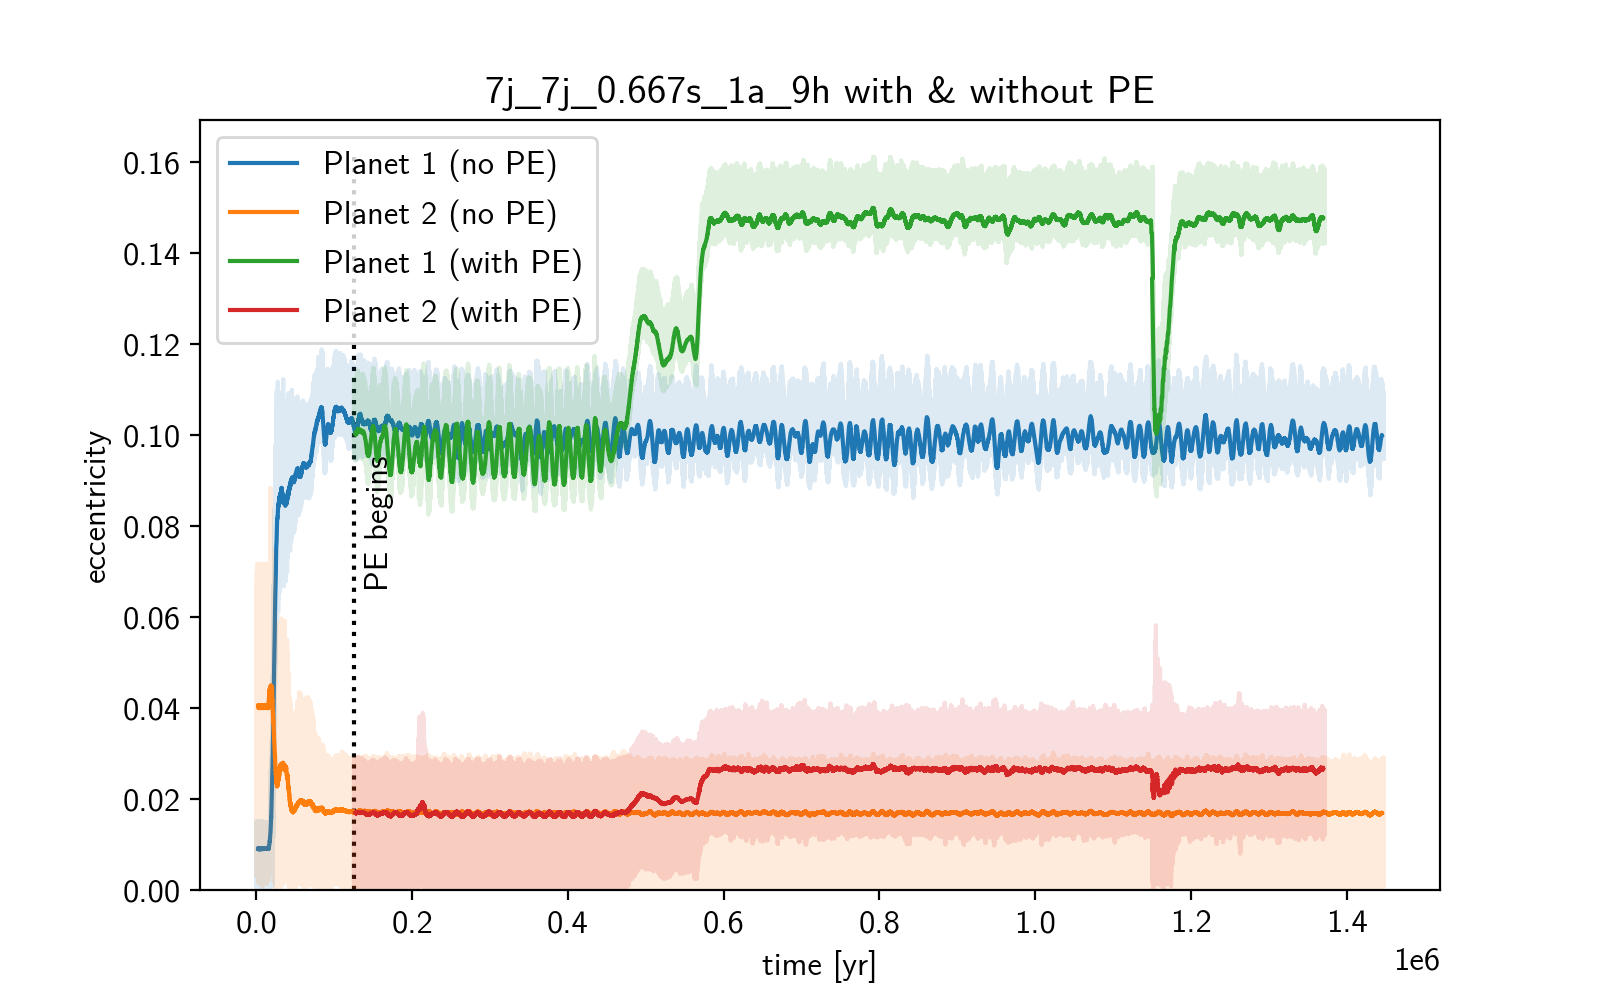 7j_7j_0.667s_1a_9h with & without PE
Planet 1 (no PE)
Planet 2 (no PE)
Planet 1 (with PE)
Planet 2 (with PE)
0.16
0.14
0.12
0.10
0.08
0.06
0.04
0.02
0.00
eccentricity
PE begins
0.0
0.2
0.4
0.6
0.8
1.0
1.2
1.4
time [yr]
1e6